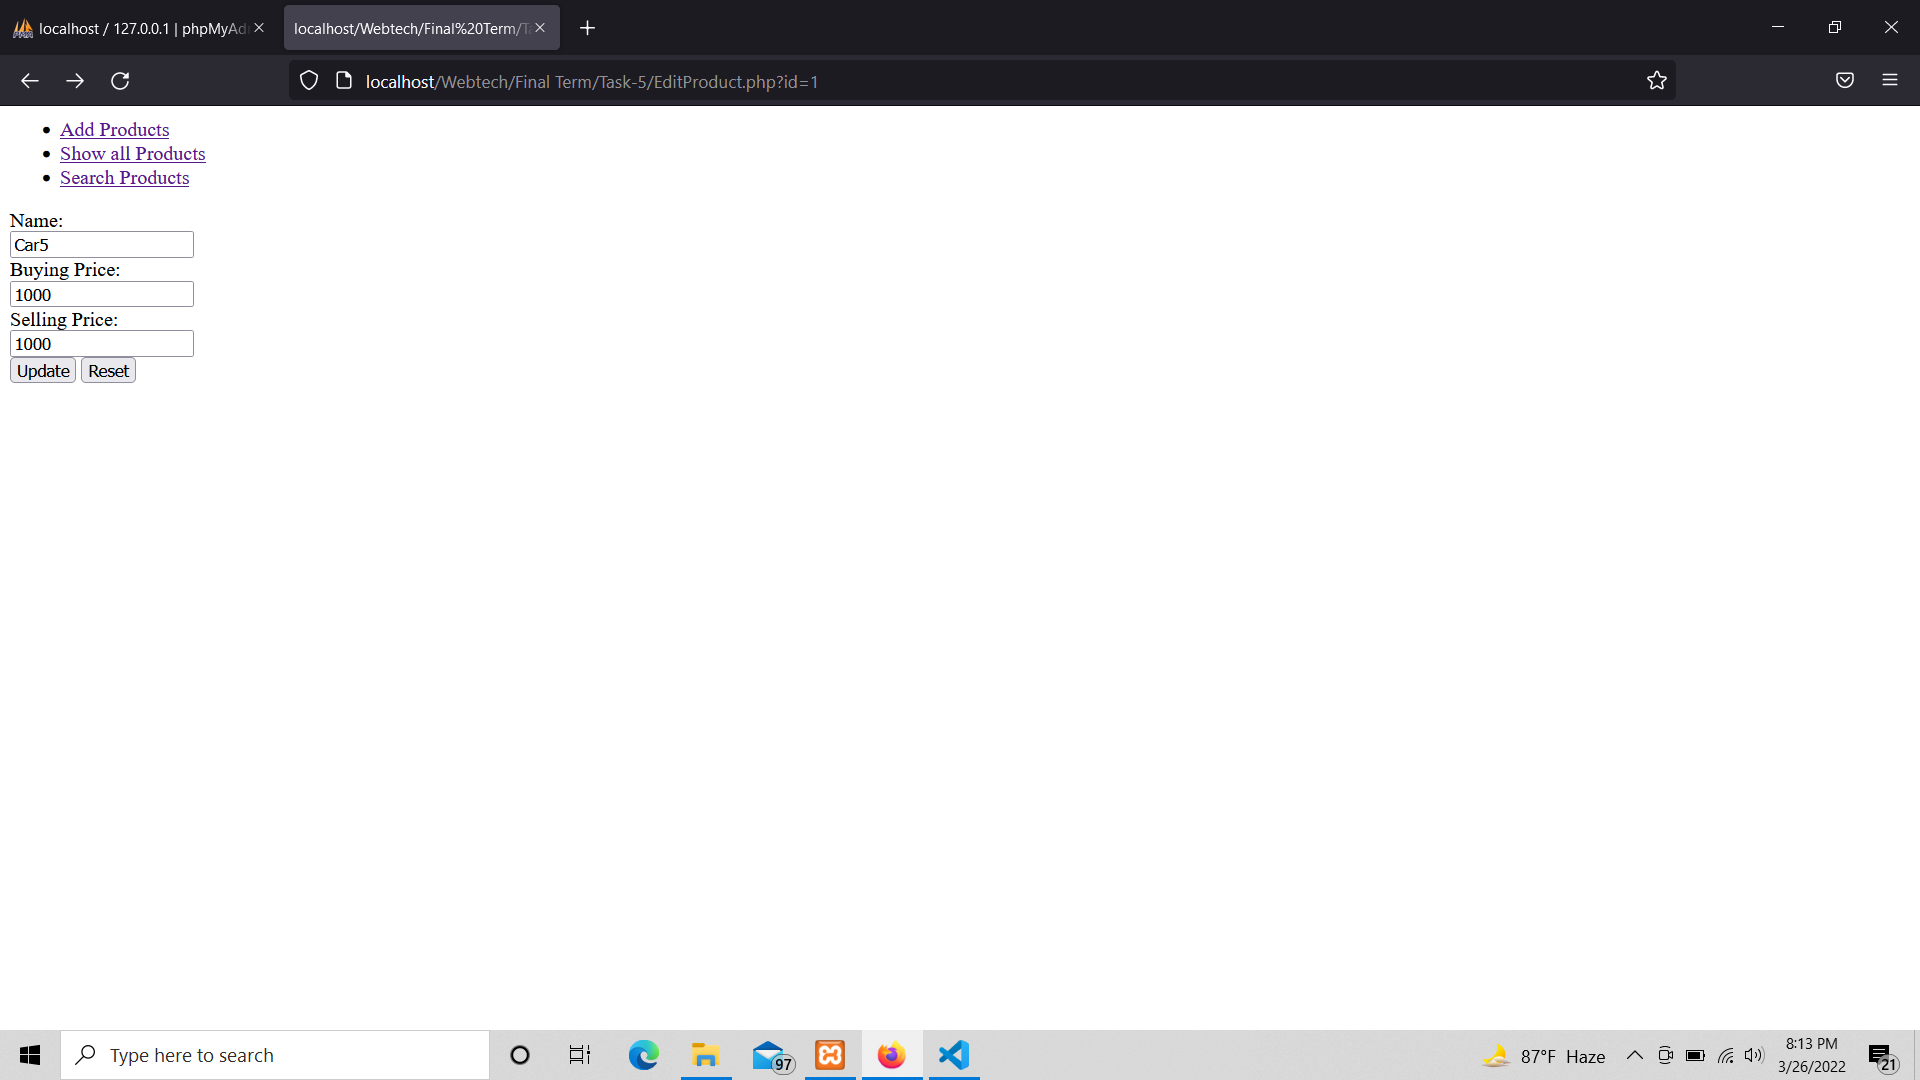 localhost / 127.0.0.1 | phpMyAd
localhost/Webtech/Final%20Term/T
localhost/Webtech/Final Term/Task-5/EditProduct.php?id=1
Add Products
Show all Products
Search Products
Name:
Car5
Buying Price:
1000
Selling Price:
1000
Update Reset
Type here to search
97
87°F Haze
8:13 PM
3/26/2022
21